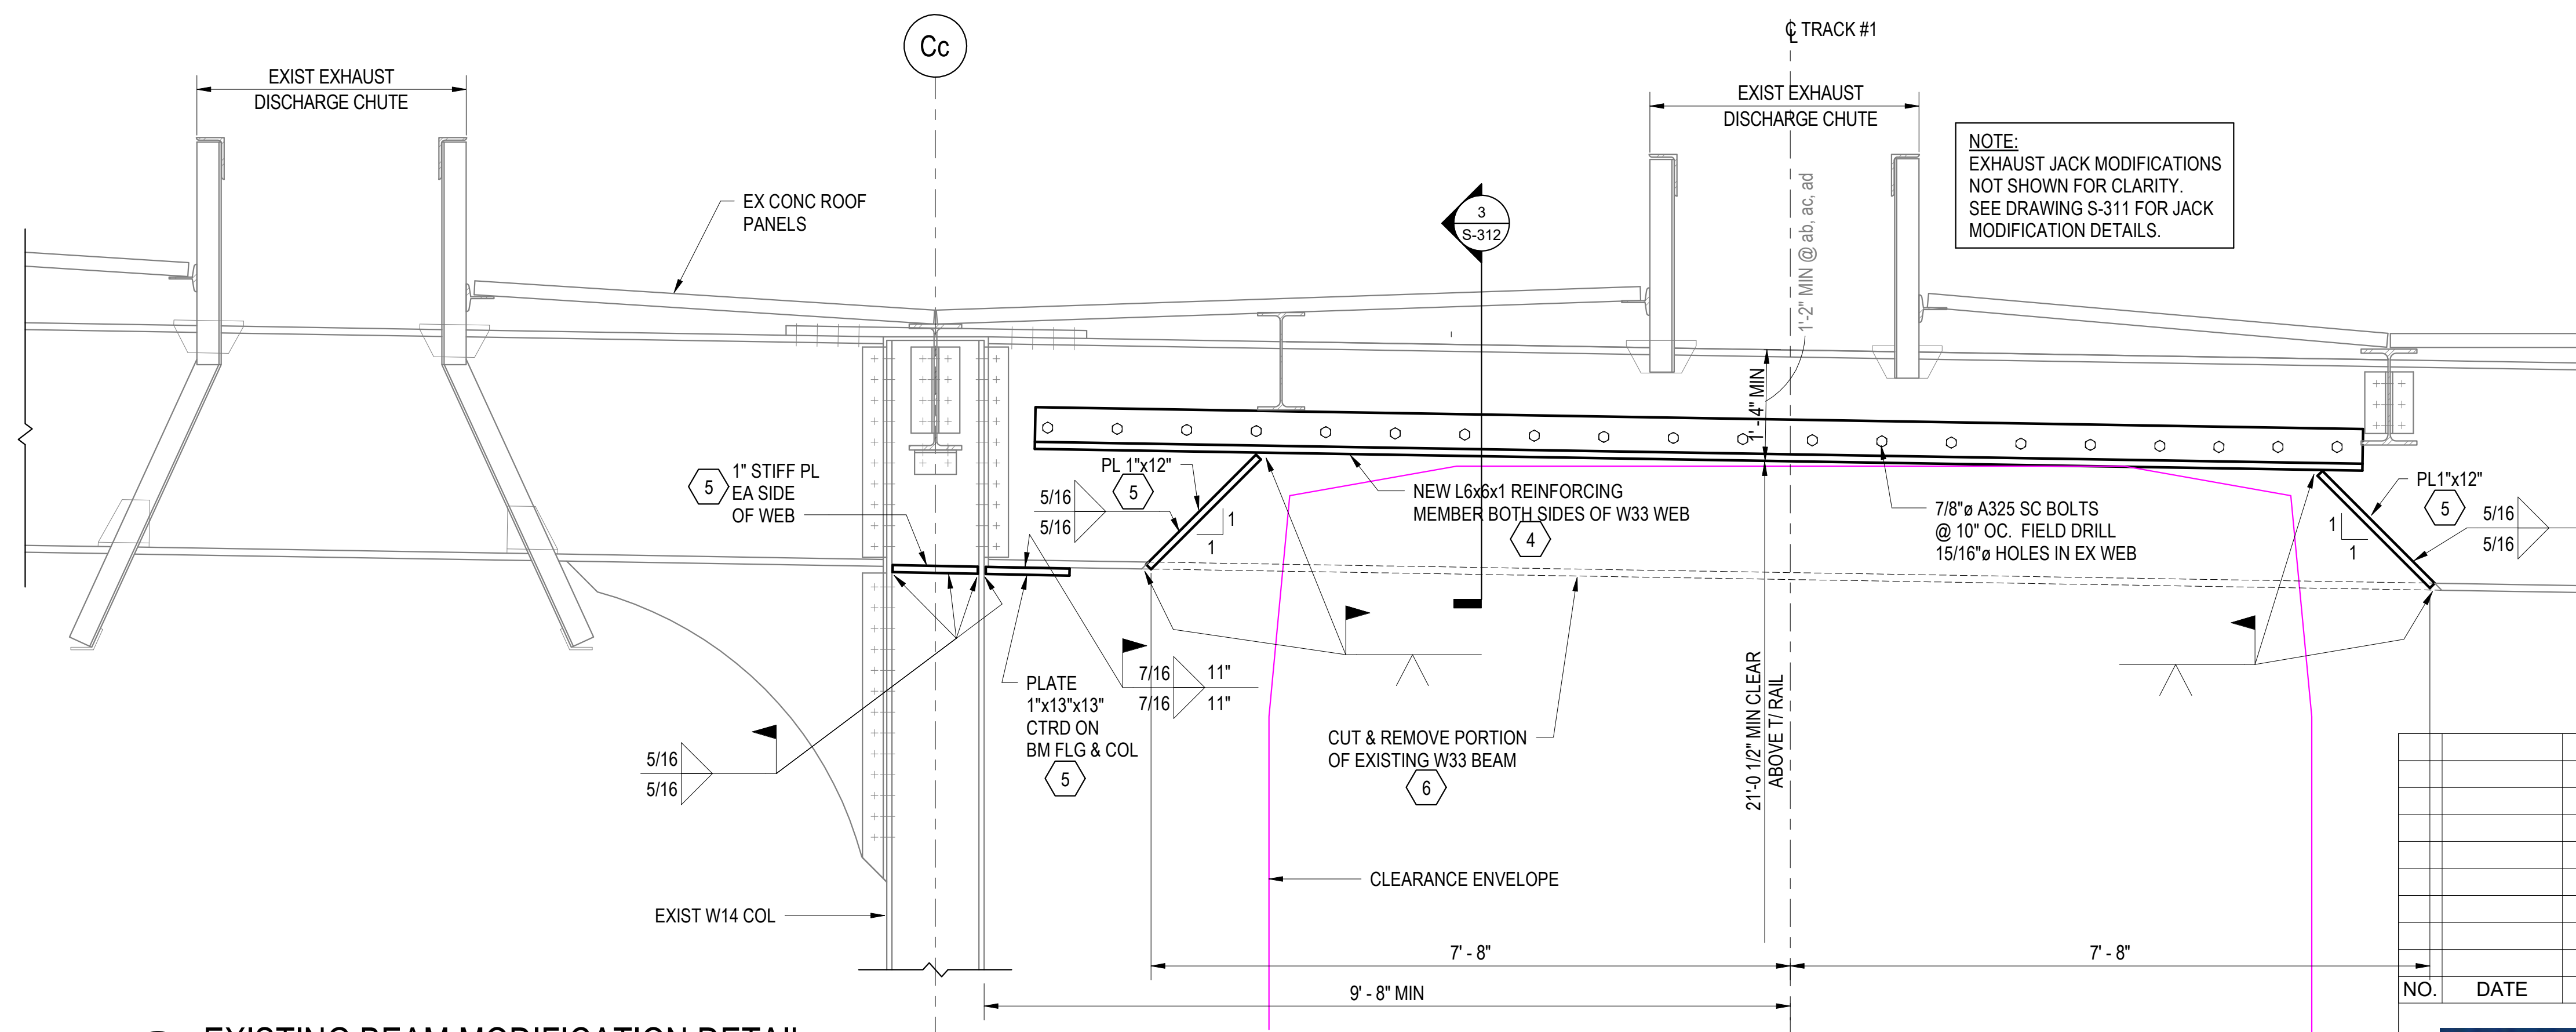 Cc
℄ TRACK #1
EXIST EXHAUST
DISCHARGE CHUTE
EXIST EXHAUST
DISCHARGE CHUTE
NOTE:
EXHAUST JACK MODIFICATIONS
NOT SHOWN FOR CLARITY.
SEE DRAWING S-311 FOR JACK
MODIFICATION DETAILS.
EX CONC ROOF
PANELS
3
S-312
1'-2" MIN @ ab, ac, ad
1' - 4" MIN
5
1" STIFF PL
EA SIDE
OF WEB
PL 1"x12"
5
5/16
5/16
1
1
NEW L6x6x1 REINFORCING
MEMBER BOTH SIDES OF W33 WEB
4
7/8"ø A325 SC BOLTS
@ 10" OC. FIELD DRILL
15/16"ø HOLES IN EX WEB
PL1"x12"
5
5/16
5/16
1
1
PLATE
1"x13"x13"
CTRD ON
BM FLG & COL
5
7/16 11"
7/16 11"
5/16
5/16
CUT & REMOVE PORTION
OF EXISTING W33 BEAM
6
21'-0 1/2" MIN CLEAR
ABOVE T/ RAIL
CLEARANCE ENVELOPE
EXIST W14 COL
7' - 8"
7' - 8"
9' - 8" MIN
NO. DATE
EXISTING BEAM MODIFICATION DETAIL